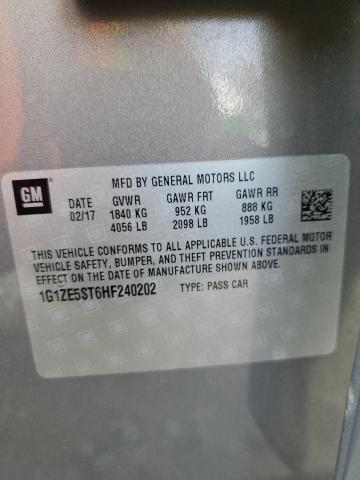 GM
MFD BY GENERAL MOTORS LLC
DATE GVWR GAWR FRT GAWR RR
02/17 1840 KG 952 KG 888 KG
4056 LB 2098 LB 1958 LB
THIS VEHICLE CONFORMS TO ALL APPLICABLE U.S. FEDERAL MOTOR
VEHICLE SAFETY, BUMPER, AND THEFT PREVENTION STANDARDS IN
EFFECT ON THE DATE OF MANUFACTURE SHOWN ABOVE.
1G1ZE5ST6HF240202 TYPE: PASS CAR